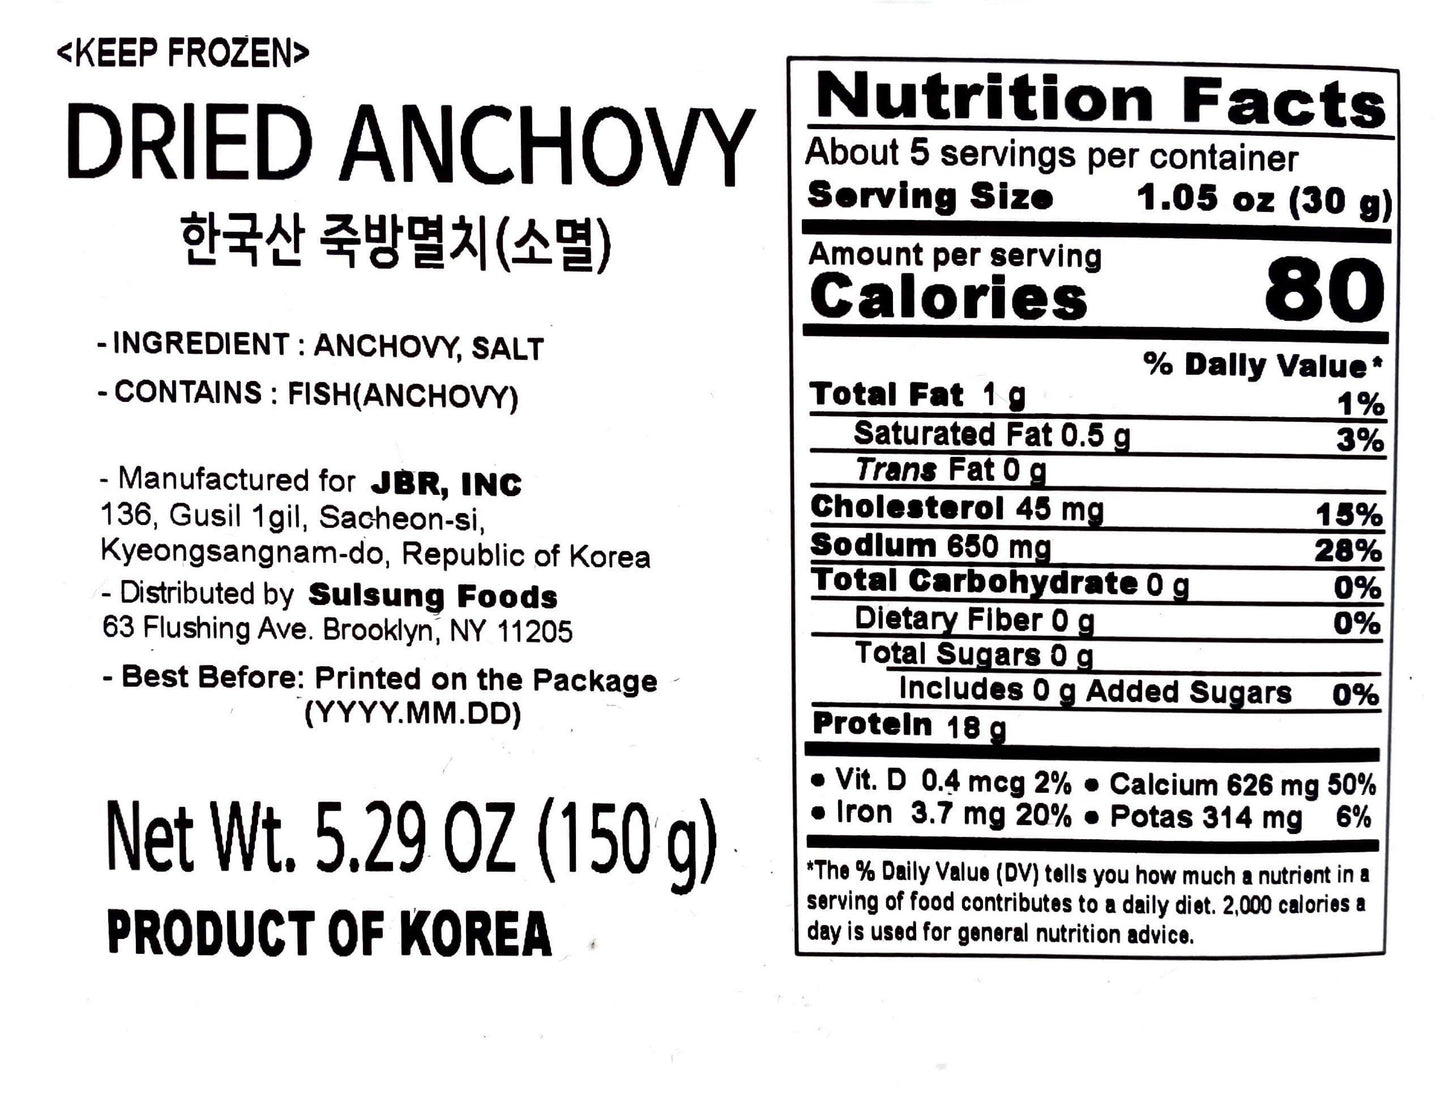 <KEEP FROZEN>
DRIED ANCHOVY
한국산 죽방멸치(소멸)
- INGREDIENT : ANCHOVY, SALT
- CONTAINS : FISH(ANCHOVY)
- Manufactured for JBR, INC
136, Gusil 1gil, Sacheon-si,
Kyeongsangnam-do, Republic of Korea
- Distributed by Sulsung Foods
63 Flushing Ave. Brooklyn, NY 11205
- Best Before: Printed on the Package
(YYYY.MM.DD)
Net Wt. 5.29 OZ (150 g)
PRODUCT OF KOREA
Nutrition Facts
About 5 servings per container
Serving Size 1.05 oz (30 g)
Amount per serving
Calories 80
% Daily Value*
Total Fat 1 g 1%
Saturated Fat 0.5 g 3%
Trans Fat 0 g
Cholesterol 45 mg 15%
Sodium 650 mg 28%
Total Carbohydrate 0 g 0%
Dietary Fiber 0 g 0%
Total Sugars 0 g
Includes 0 g Added Sugars 0%
Protein 18 g
• Vit. D 0.4 mcg 2% • Calcium 626 mg 50%
• Iron 3.7 mg 20% • Potas 314 mg 6%
*The % Daily Value (DV) tells you how much a nutrient in a
serving of food contributes to a daily diet. 2,000 calories a
day is used for general nutrition advice.